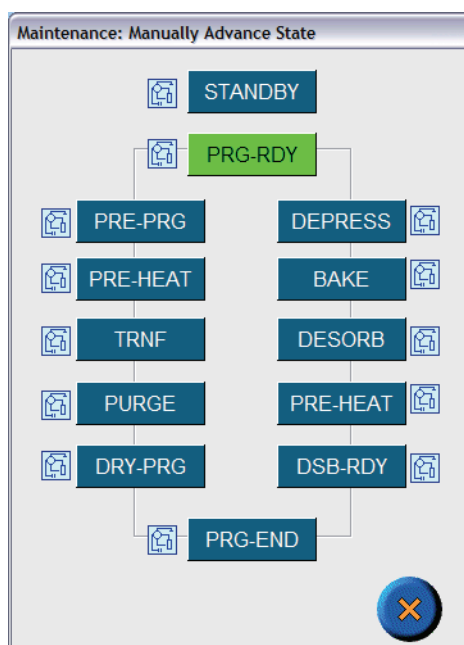 Maintenance: Manually Advance State
STANDBY
PRG-RDY
PRE-PRG
DEPRESS
PRE-HEAT
BAKE
TRNF
DESORB
PURGE
PRE-HEAT
DRY-PRG
DSB-RDY
PRG-END